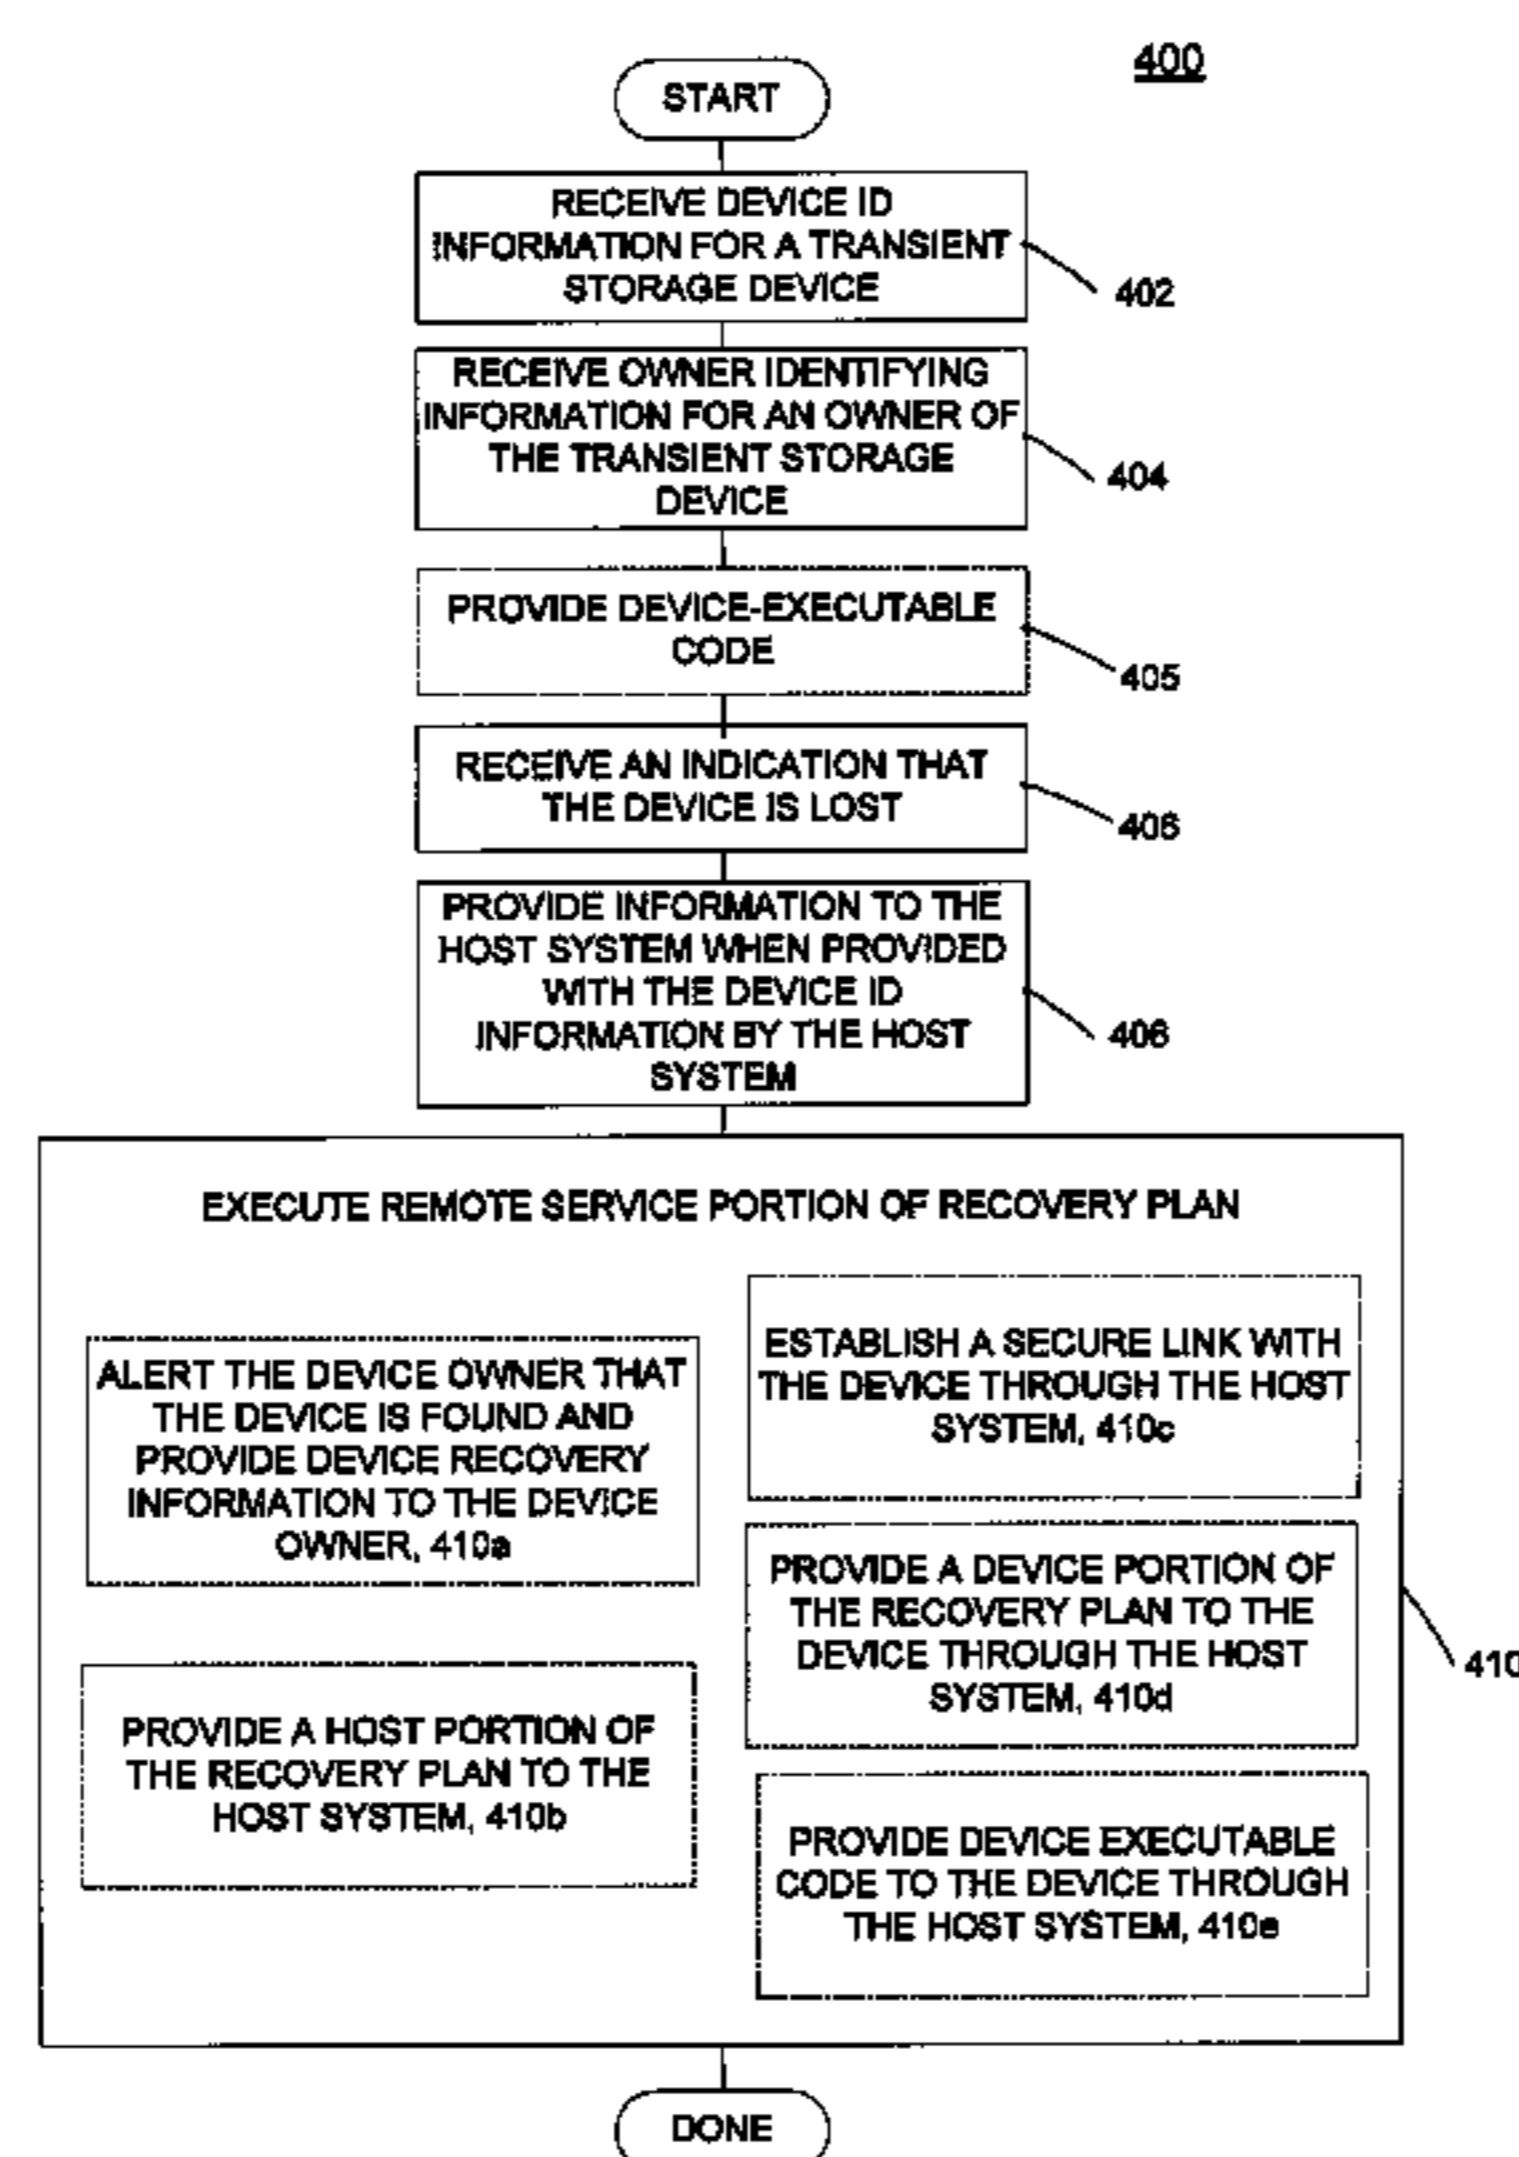 400
START
RECEIVE DEVICE ID
INFORMATION FOR A TRANSIENT
STORAGE DEVICE
402
RECEIVE OWNER IDENTIFYING
INFORMATION FOR AN OWNER OF
THE TRANSIENT STORAGE
DEVICE
404
PROVIDE DEVICE-EXECUTABLE
CODE
405
RECEIVE AN INDICATION THAT
THE DEVICE IS LOST
406
PROVIDE INFORMATION TO THE
HOST SYSTEM WHEN PROVIDED
WITH THE DEVICE ID
INFORMATION BY THE HOST
SYSTEM
408
EXECUTE REMOTE SERVICE PORTION OF RECOVERY PLAN
ALERT THE DEVICE OWNER THAT
THE DEVICE IS FOUND AND
PROVIDE DEVICE RECOVERY
INFORMATION TO THE DEVICE
OWNER, 410a
PROVIDE A HOST PORTION OF
THE RECOVERY PLAN TO THE
HOST SYSTEM, 410b
ESTABLISH A SECURE LINK WITH
THE DEVICE THROUGH THE HOST
SYSTEM, 410c
PROVIDE A DEVICE PORTION OF
THE RECOVERY PLAN TO THE
DEVICE THROUGH THE HOST
SYSTEM, 410d
PROVIDE DEVICE EXECUTABLE
CODE TO THE DEVICE THROUGH
THE HOST SYSTEM, 410e
410
DONE